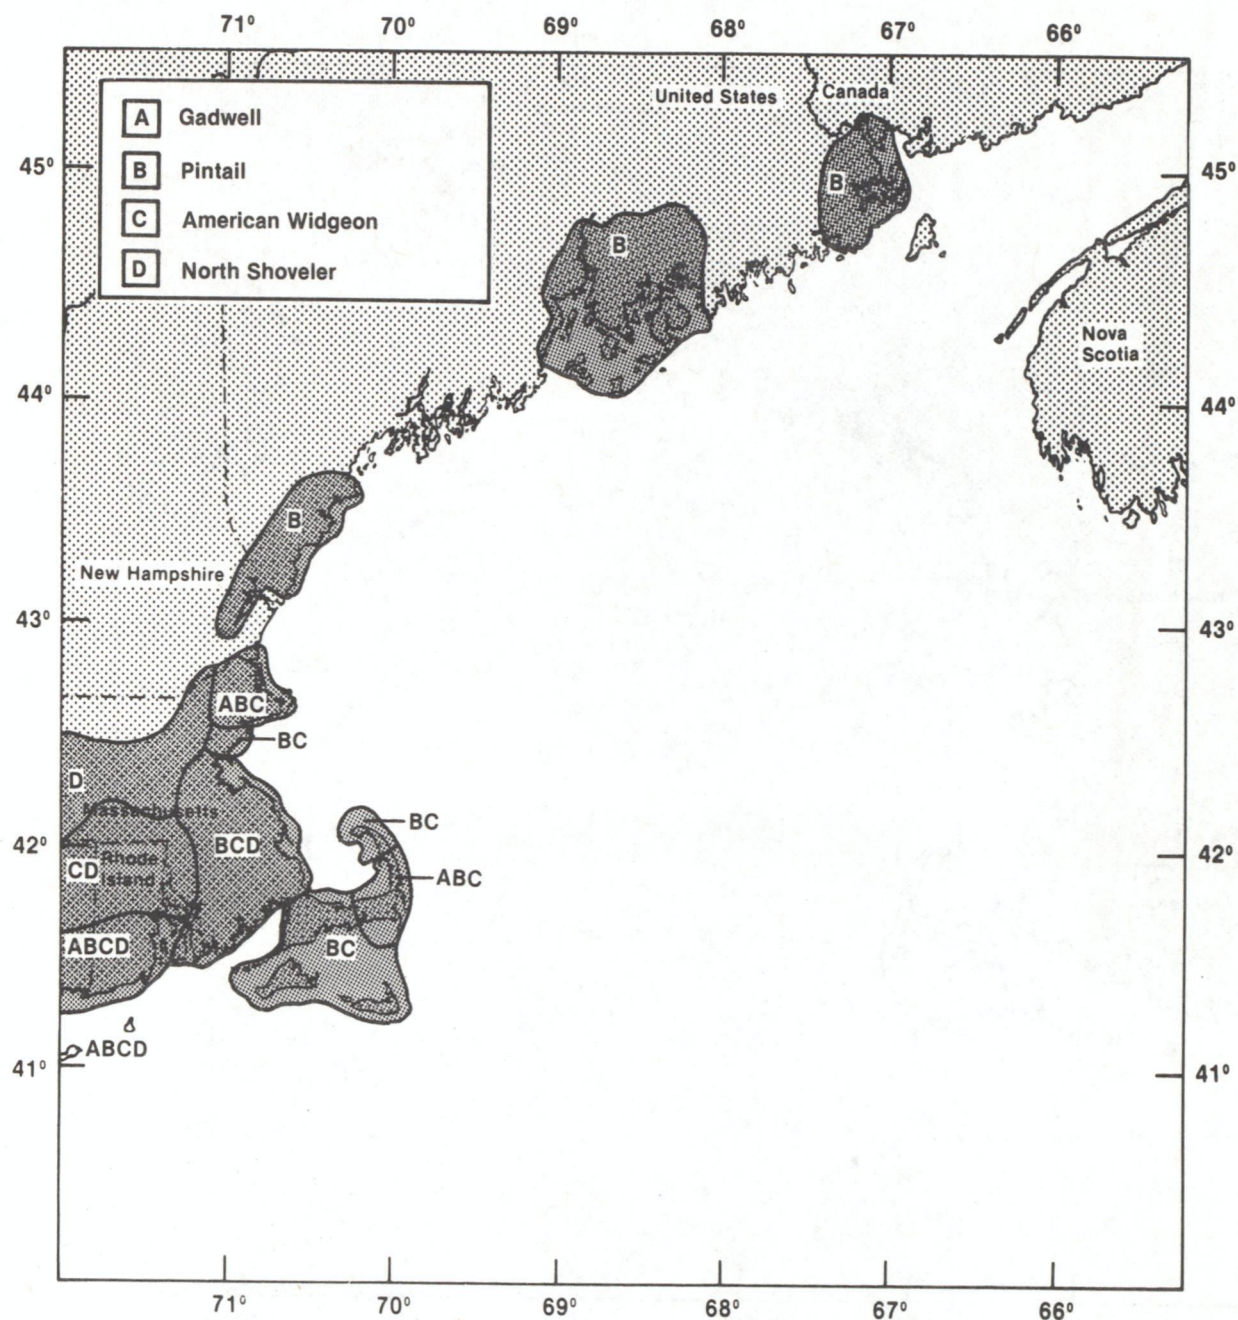 71° 70° 69° 68° 67° 66°
A Gadwell
B Pintail
C American Widgeon
D North Shoveler
United States Canada
45° 45°
B
B
Nova
Scotia
44° 44°
B
New Hampshire
43° 43°
ABC
BC
D
Massachusetts
BC
42° 42°
BCD
Rhode
Island
CD
ABC
ABCD
BC
ABCD
41° 41°
71° 70° 69° 68° 67° 66°